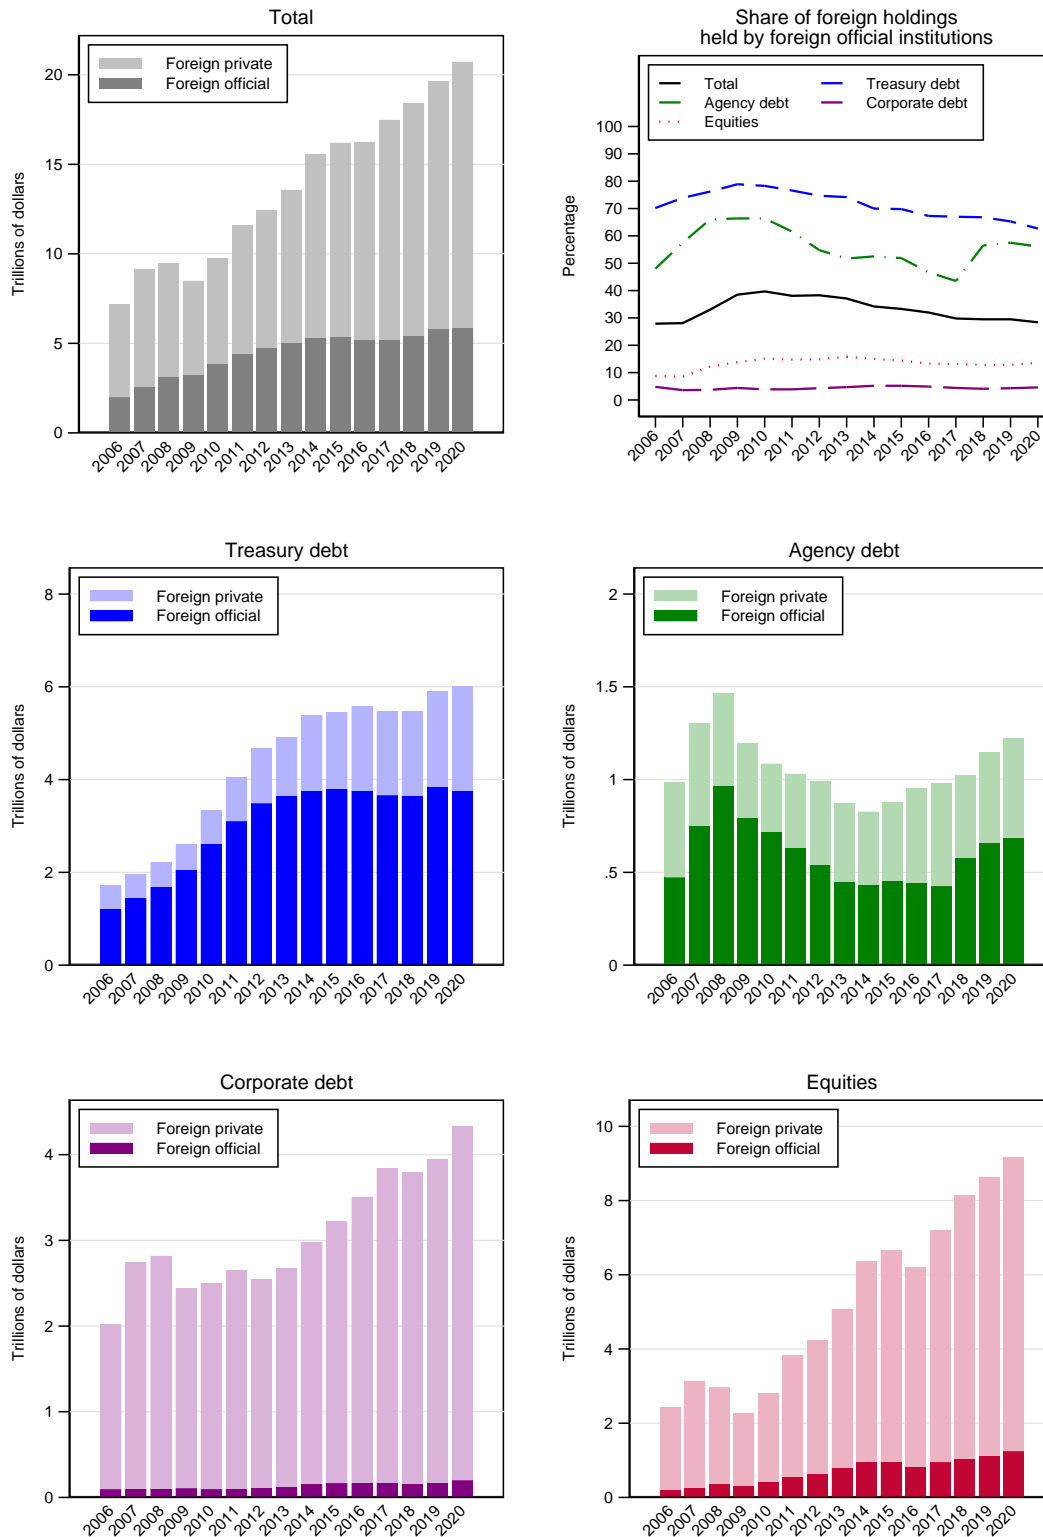 Total
Foreign private
Foreign official
Trillions of dollars
20
15
10
5
0
2006 2007 2008 2009 2010 2011 2012 2013 2014 2015 2016 2017 2018 2019 2020
Share of foreign holdings
held by foreign official institutions
Total Treasury debt
Agency debt Corporate debt
Equities
Percentage
100
90
80
70
60
50
40
30
20
10
0
2006 2007 2008 2009 2010 2011 2012 2013 2014 2015 2016 2017 2018 2019 2020
Treasury debt
Foreign private
Foreign official
Trillions of dollars
8
6
4
2
0
2006 2007 2008 2009 2010 2011 2012 2013 2014 2015 2016 2017 2018 2019 2020
Agency debt
Foreign private
Foreign official
Trillions of dollars
2
1.5
1
.5
0
2006 2007 2008 2009 2010 2011 2012 2013 2014 2015 2016 2017 2018 2019 2020
Corporate debt
Foreign private
Foreign official
Trillions of dollars
4
3
2
1
0
2006 2007 2008 2009 2010 2011 2012 2013 2014 2015 2016 2017 2018 2019 2020
Equities
Foreign private
Foreign official
Trillions of dollars
10
8
6
4
2
0
2006 2007 2008 2009 2010 2011 2012 2013 2014 2015 2016 2017 2018 2019 2020